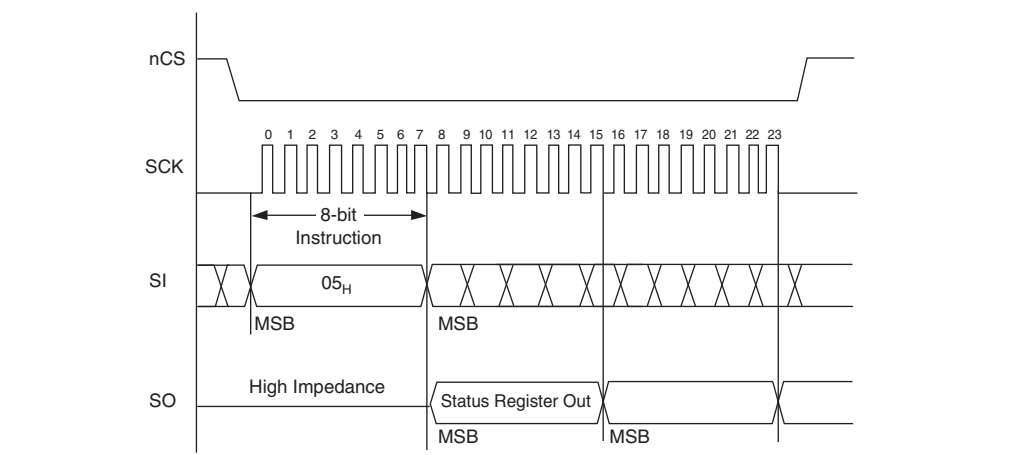 nCS
0 1 2 3 4 5 6 7 8 9 10 11 12 13 14 15 16 17 18 19 20 21 22 23
SCK
8-bit
Instruction
SI
05H
MSB MSB
High Impedance
SO
Status Register Out
MSB MSB